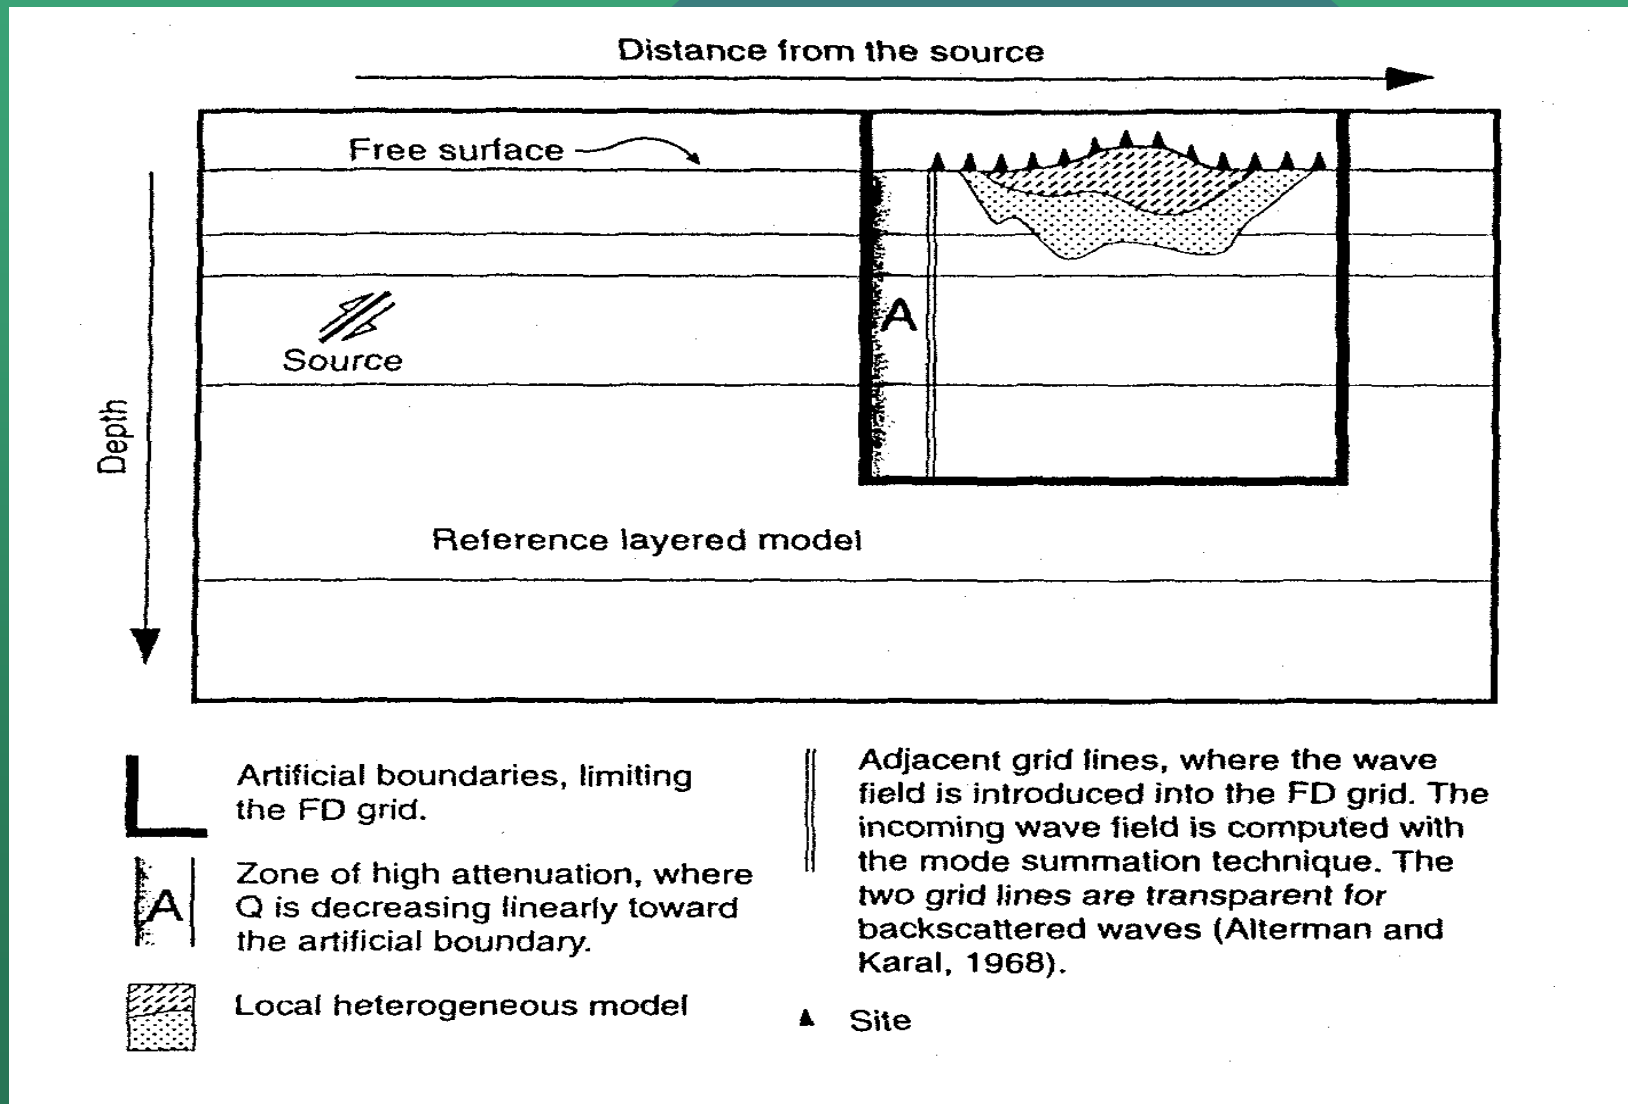 Distance from the source
Free surface
A
Source
Depth
Reference layered model
Artificial boundaries, limiting
the FD grid.
A
Zone of high attenuation, where
Q is decreasing linearly toward
the artificial boundary.
Local heterogeneous model
Adjacent grid lines, where the wave
field is introduced into the FD grid. The
incoming wave field is computed with
the mode summation technique. The
two grid lines are transparent for
backscattered waves (Alterman and
Karal, 1968).
Site